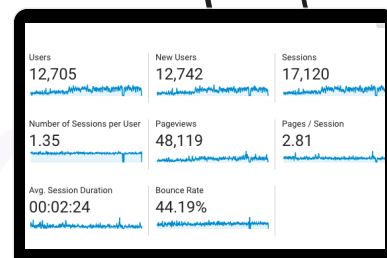 Users
12,705
New Users
12,742
Sessions
17,120
Number of Sessions per User
1.35
Pageviews
48,119
Pages / Session
2.81
Avg. Session Duration
00:02:24
Bounce Rate
44.19%